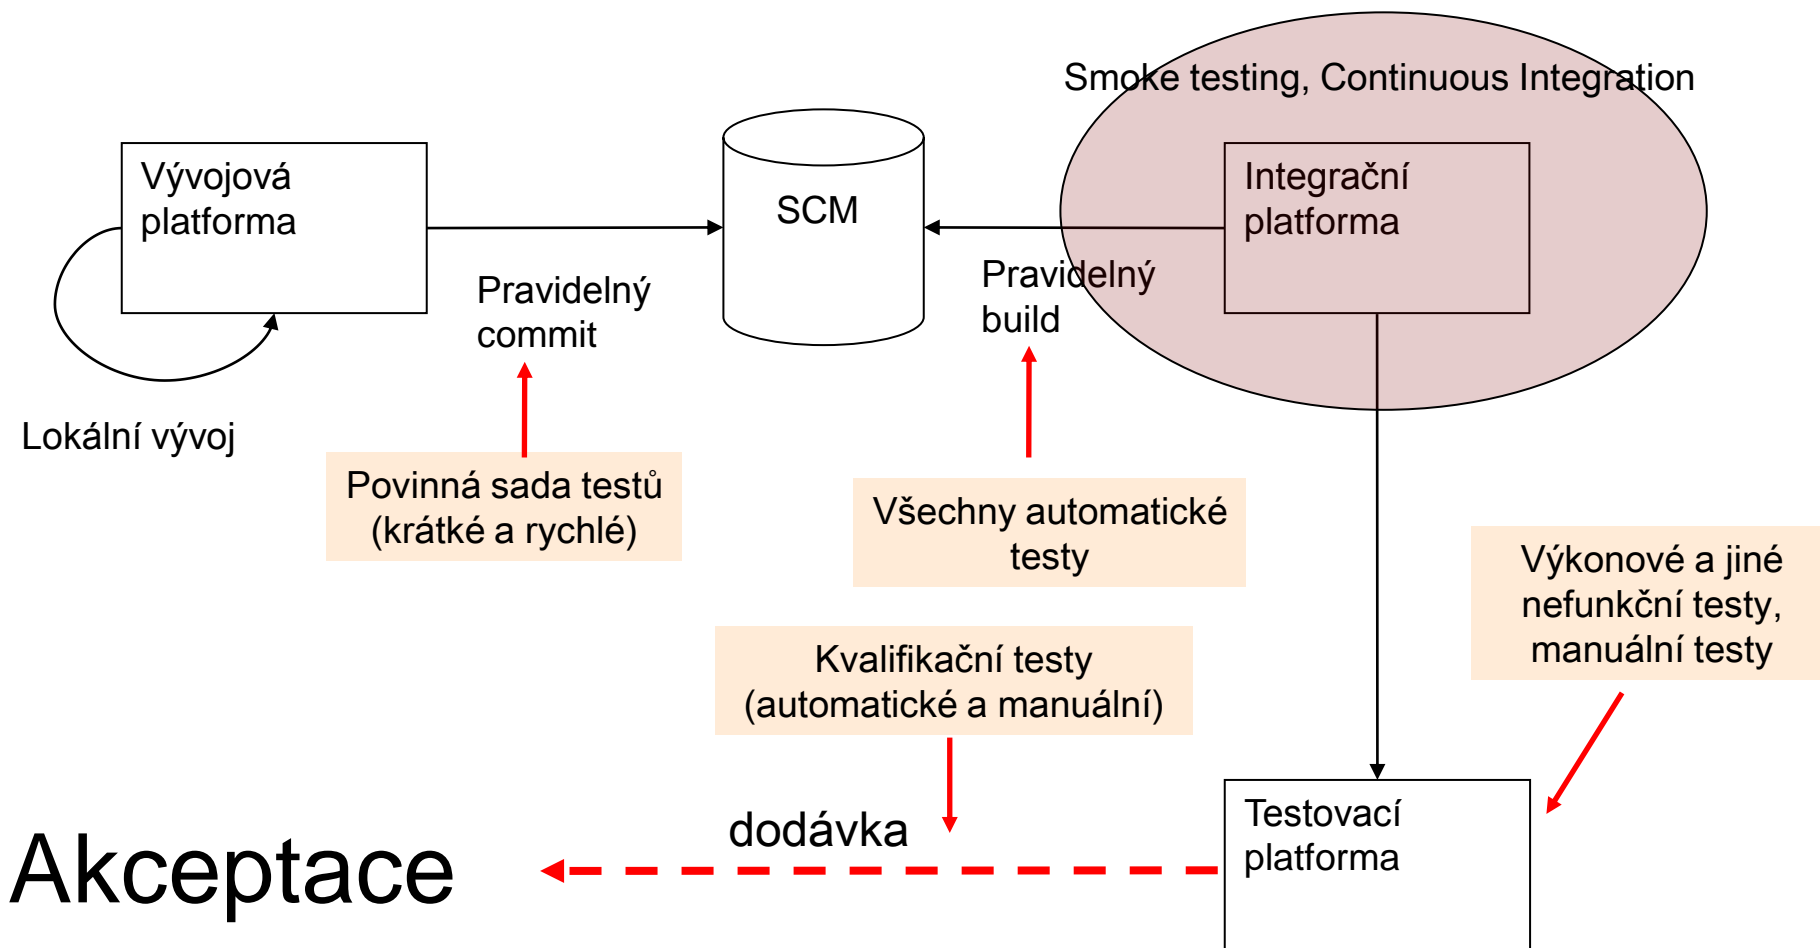 Smoke testing, Continuous Integration
Vývojová
platforma
SCM
Integrační
platforma
Pravidelný
commit
Pravidelný
build
Lokální vývoj
Povinná sada testů
(krátké a rychlé)
Všechny automatické
testy
Výkonové a jiné
nefunkční testy,
manuální testy
Kvalifikační testy
(automatické a manuální)
dodávka
Testovací
platforma
Akceptace